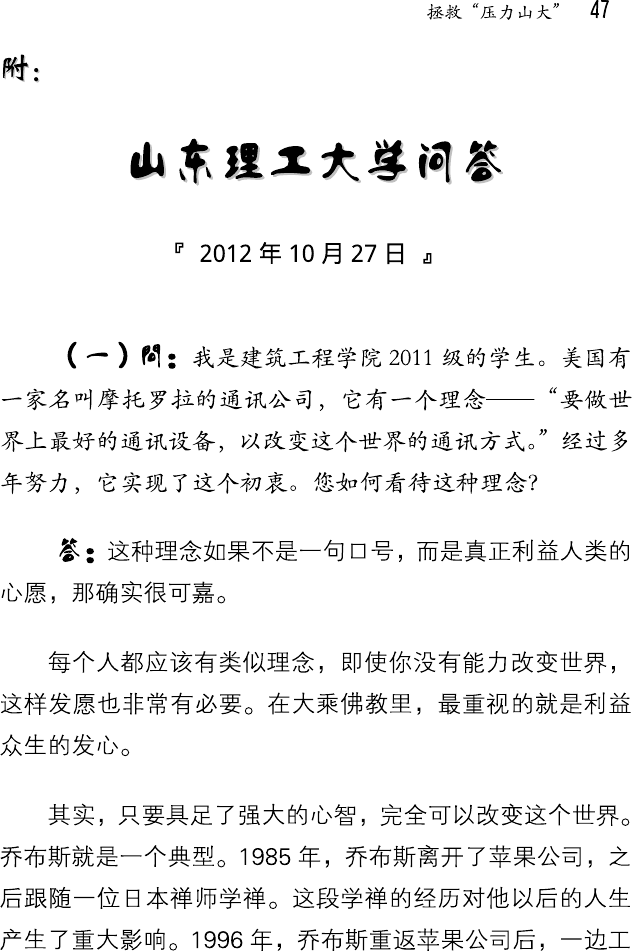 拯救“压力山大” 47
附：
山东理工大学问答
『 2012 年 10 月 27 日 』
（一）問：我是建筑工程学院 2011 级的学生。美国有
一家名叫摩托罗拉的通讯公司，它有一个理念——“要做世
界上最好的通讯设备，以改变这个世界的通讯方式。”经过多
年努力，它实现了这个初衷。您如何看待这种理念？
答：这种理念如果不是一句口号，而是真正利益人类的
心愿，那确实很可嘉。
每个人都应该有类似理念，即使你没有能力改变世界，
这样发愿也非常有必要。在大乘佛教里，最重视的就是利益
众生的发心。
其实，只要具足了强大的心智，完全可以改变这个世界。
乔布斯就是一个典型。1985 年，乔布斯离开了苹果公司，之
后跟随一位日本禅师学禅。这段学禅的经历对他以后的人生
产生了重大影响。1996 年，乔布斯重返苹果公司后，一边工